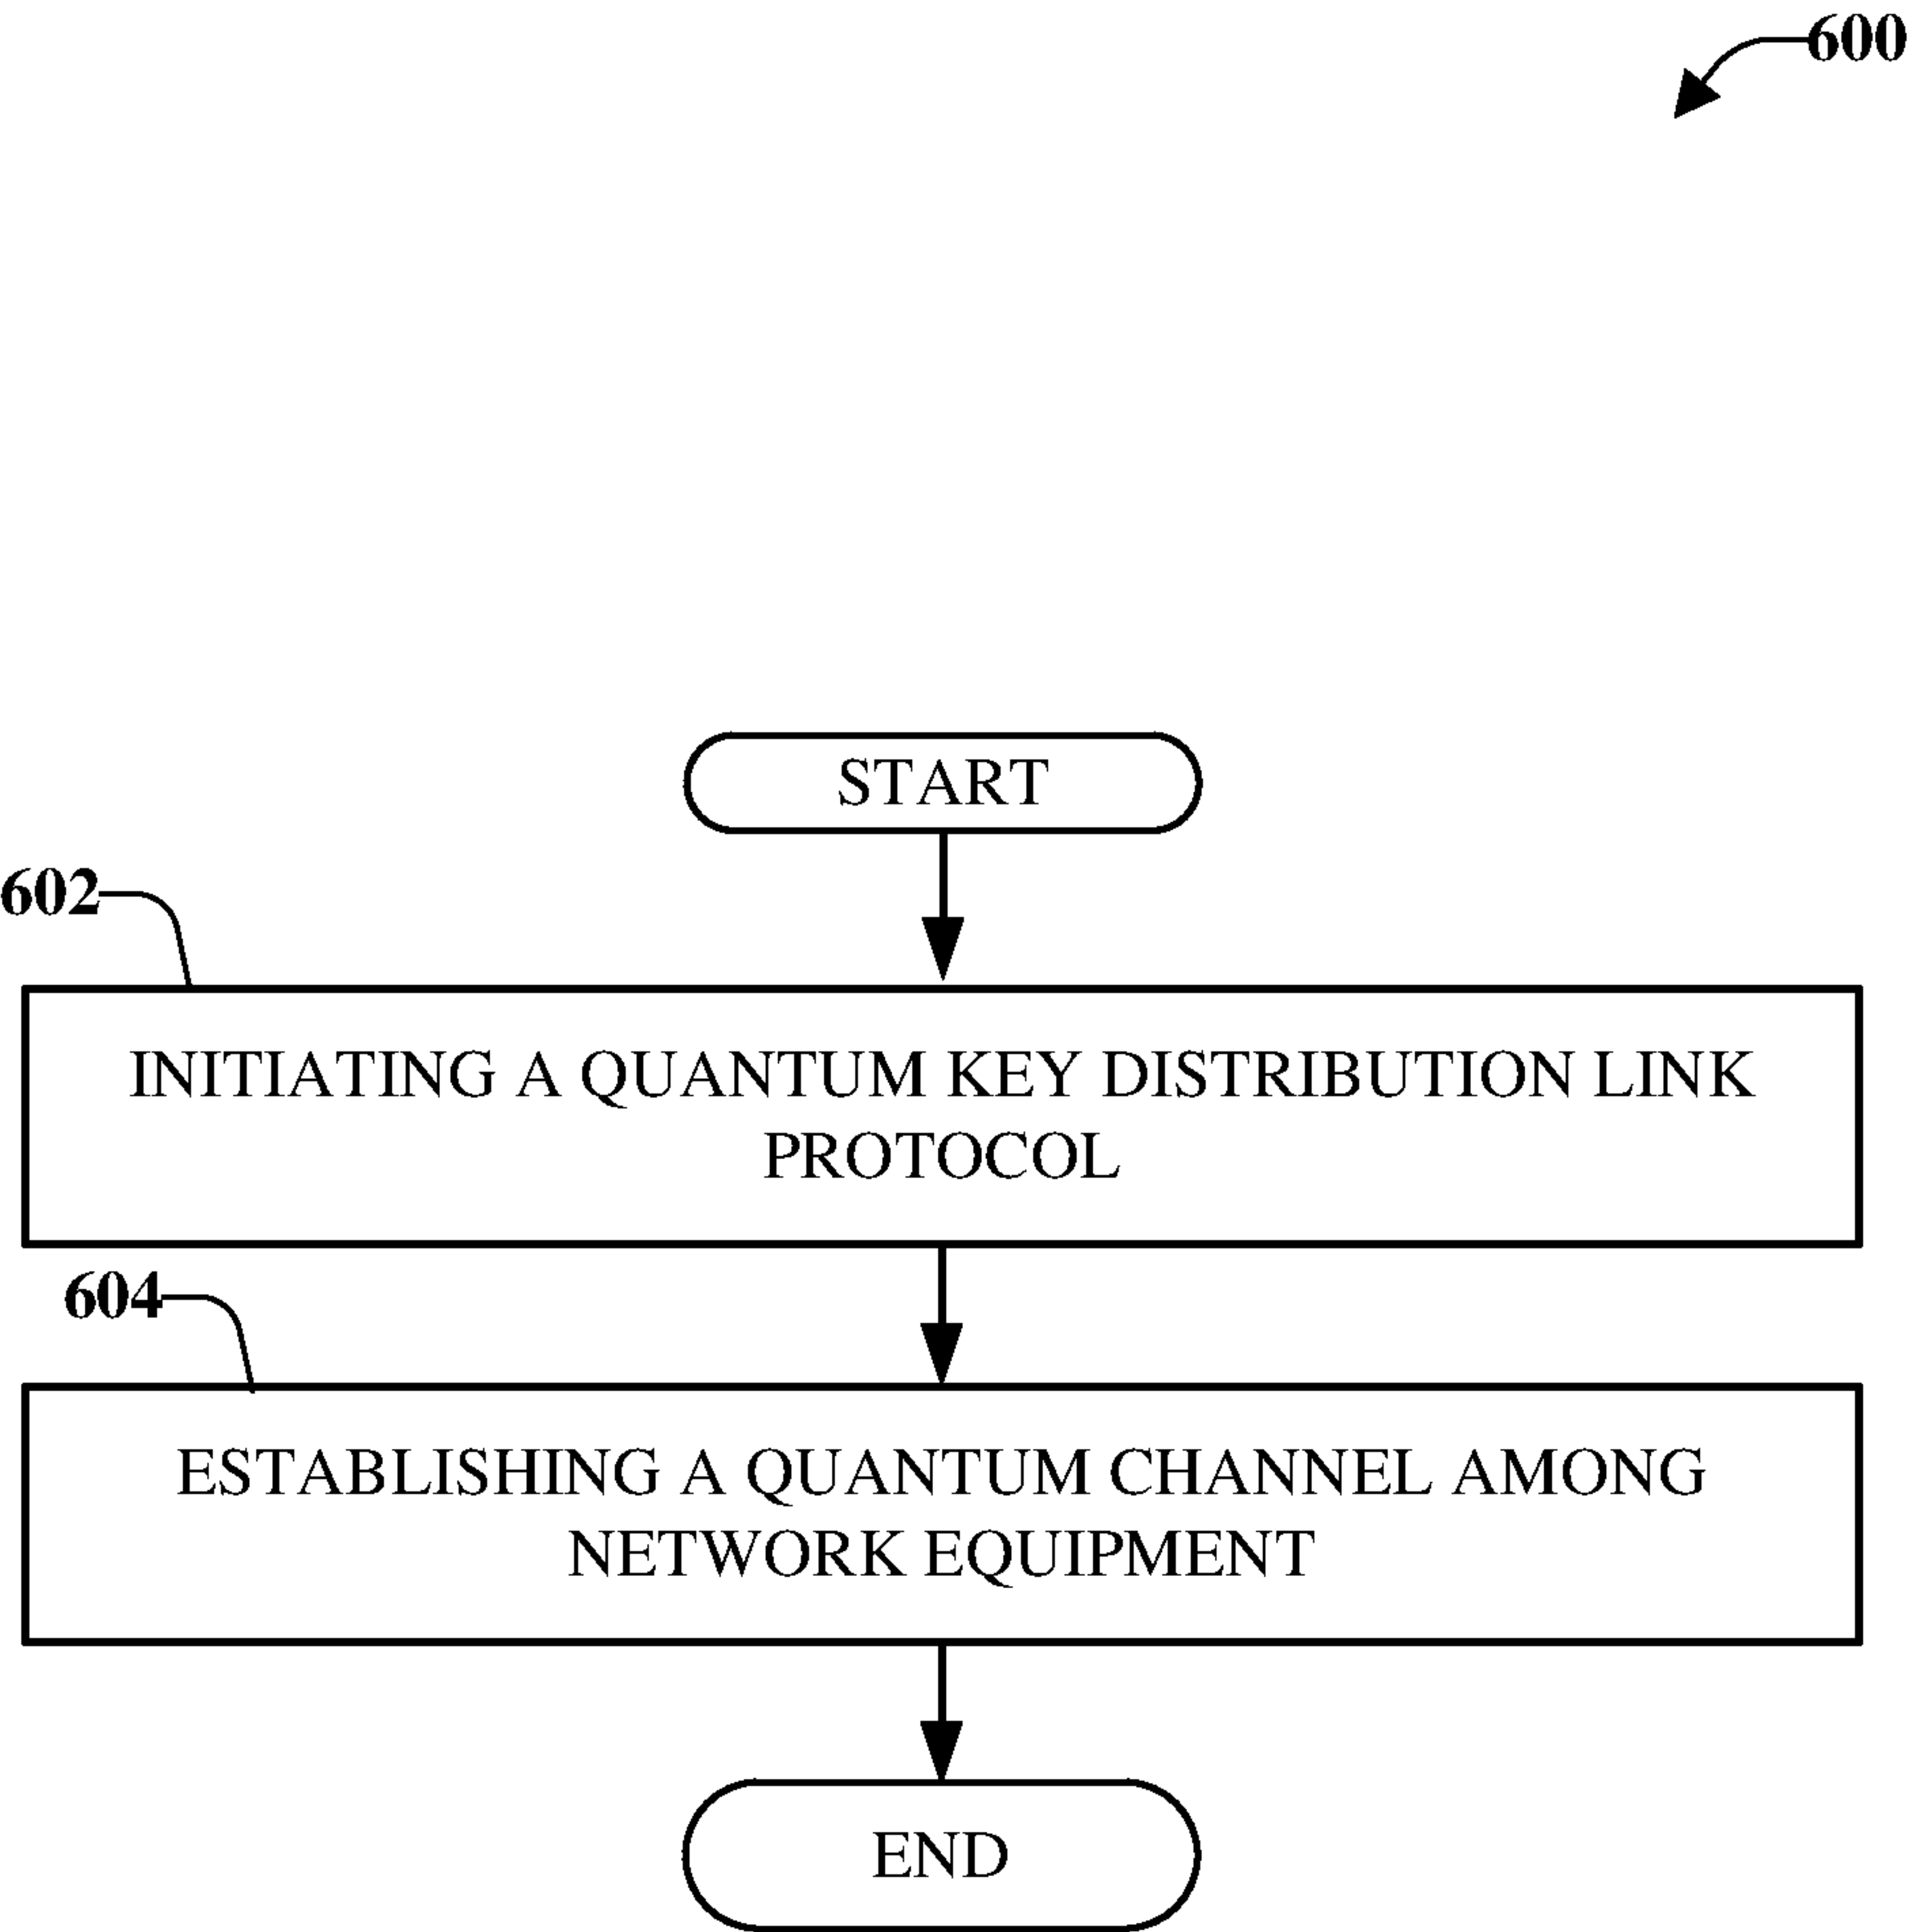 600
START
602
INITIATING A QUANTUM KEY DISTRIBUTION LINK
PROTOCOL
604
ESTABLISHING A QUANTUM CHANNEL AMONG
NETWORK EQUIPMENT
END